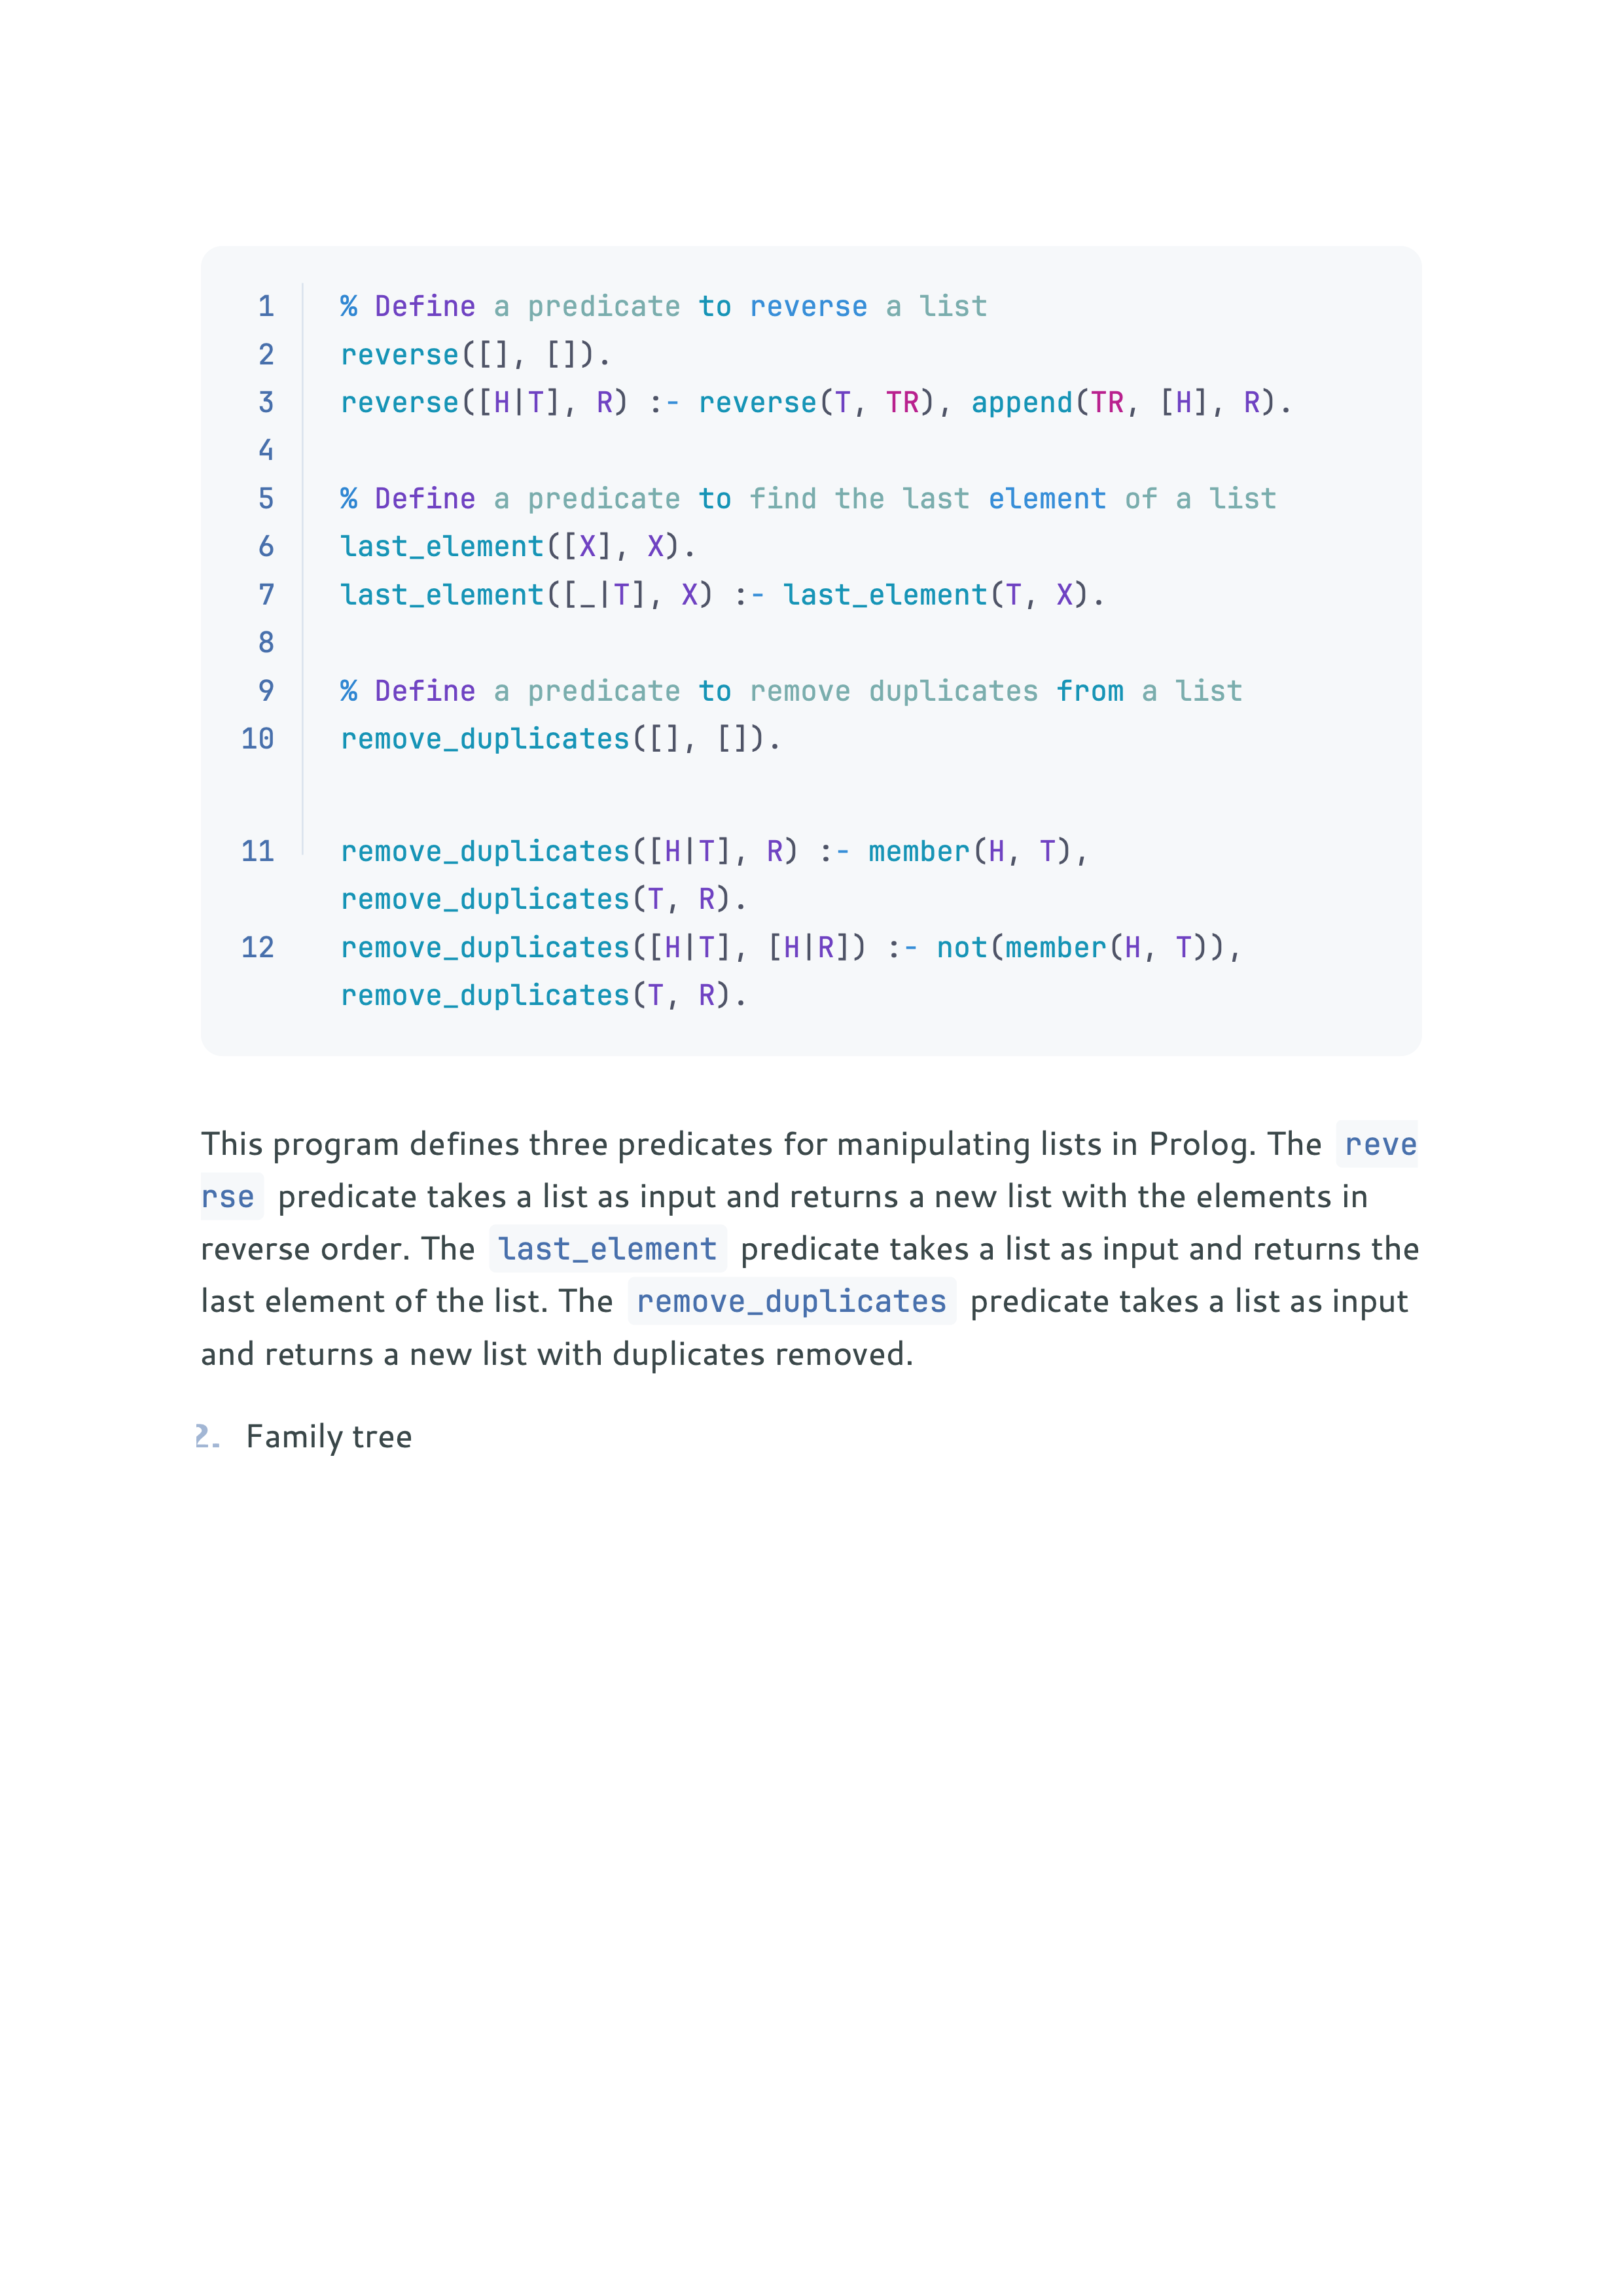 1 % Define a predicate to reverse a list
2 reverse([], []).
3 reverse([H|T], R) :- reverse(T, TR), append(TR, [H], R).
4
5 % Define a predicate to find the last element of a list
6 last_element([X], X).
7 last_element([_|T], X) :- last_element(T, X).
8
9 % Define a predicate to remove duplicates from a list
10 remove_duplicates([], []).
11 remove_duplicates([H|T], R) :- member(H, T),
remove_duplicates(T, R).
12 remove_duplicates([H|T], [H|R]) :- not(member(H, T)),
remove_duplicates(T, R).
This program defines three predicates for manipulating lists in Prolog. The reve
rse predicate takes a list as input and returns a new list with the elements in
reverse order. The last_element predicate takes a list as input and returns the
last element of the list. The remove_duplicates predicate takes a list as input
and returns a new list with duplicates removed.
2. Family tree